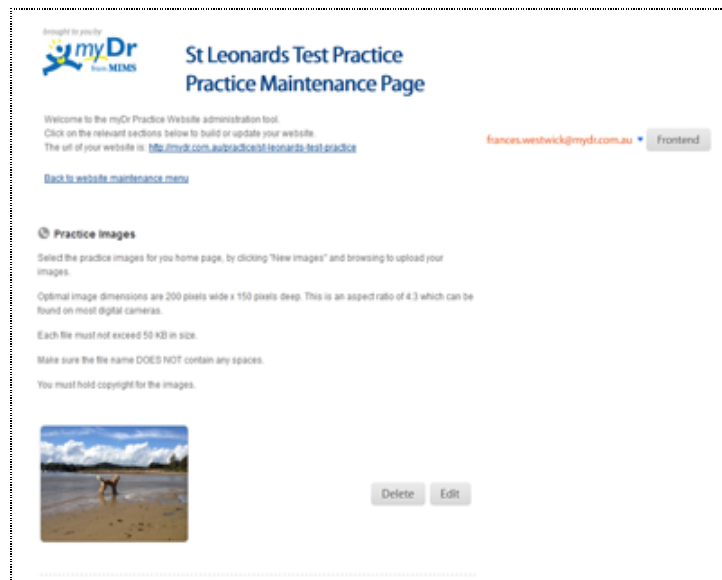 brought to you by
myDr
from MIMS
St Leonards Test Practice
Practice Maintenance Page
Welcome to the myDr Practice Website administration tool.
Click on the relevant sections below to build or update your website.
The url of your website is: http://mydr.com.au/practice/st-leonards-test-practice
frances.westwick@mydr.com.au
Frontend
Back to website maintenance menu
Practice Images
Select the practice images for you home page, by clicking "New images" and browsing to upload your
images.
Optimal image dimensions are 200 pixels wide x 150 pixels deep. This is an aspect ratio of 4:3 which can be
found on most digital cameras.
Each file must not exceed 50 KB in size.
Make sure the file name DOES NOT contain any spaces.
You must hold copyright for the images.
Delete
Edit